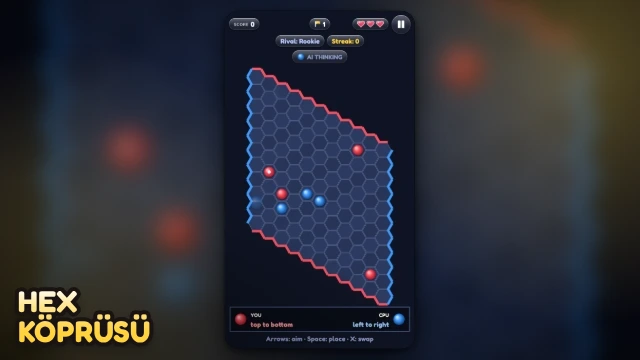 SCORE 0
1
Rival: Rookie
Streak: 0
AI THINKING
YOU
top to bottom
CPU
left to right
Arrows: aim · Space: place · X: swap
HEX
KÖPRÜSÜ